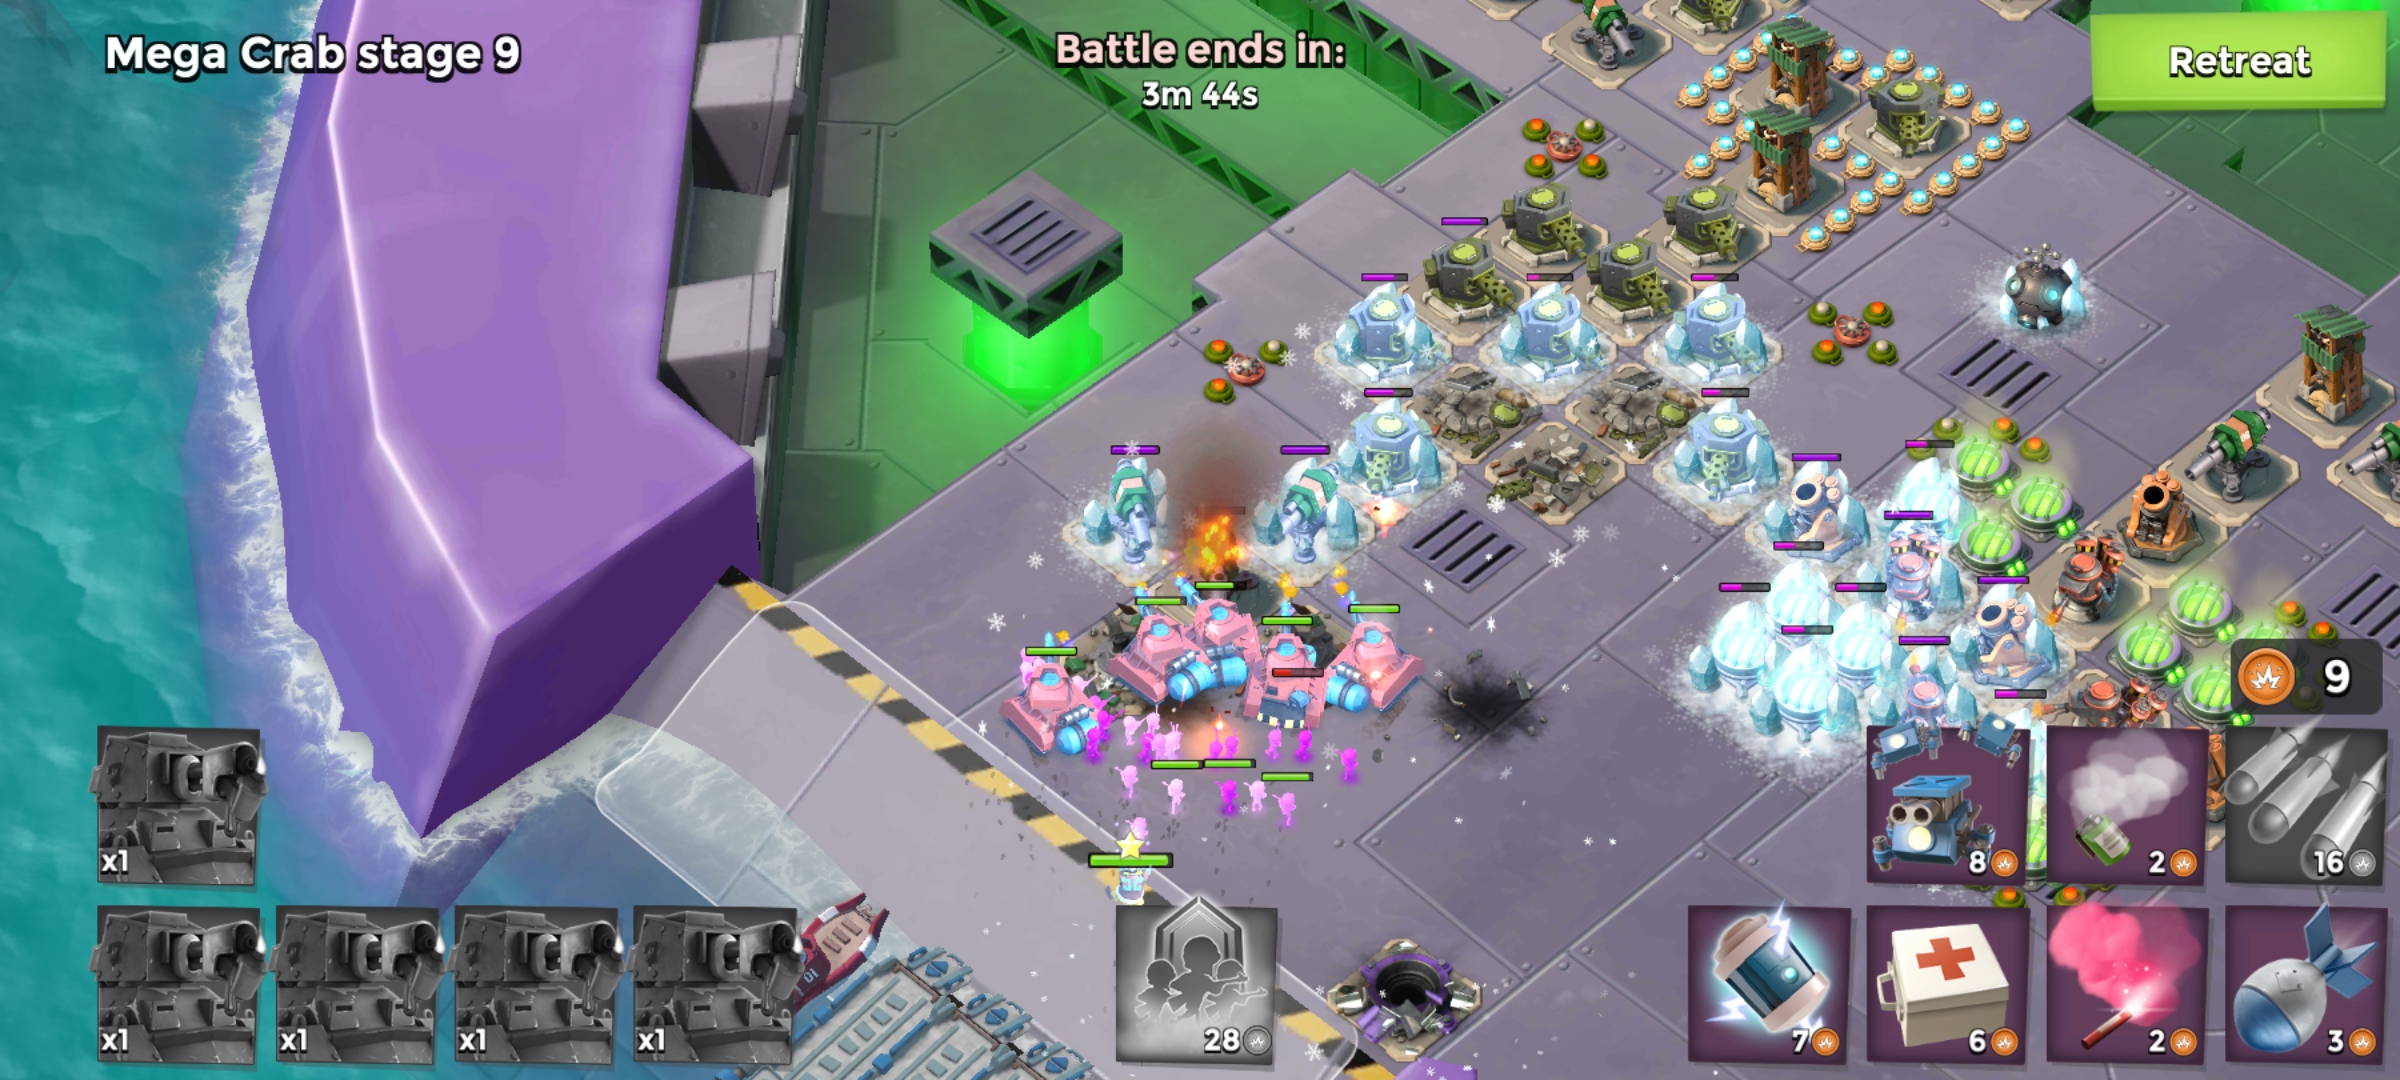 Mega Crab stage 9
Battle ends in:
3m 44s
Retreat
9
x1
8
2
16
x1
x1
x1
x1
28
7
6
2
3